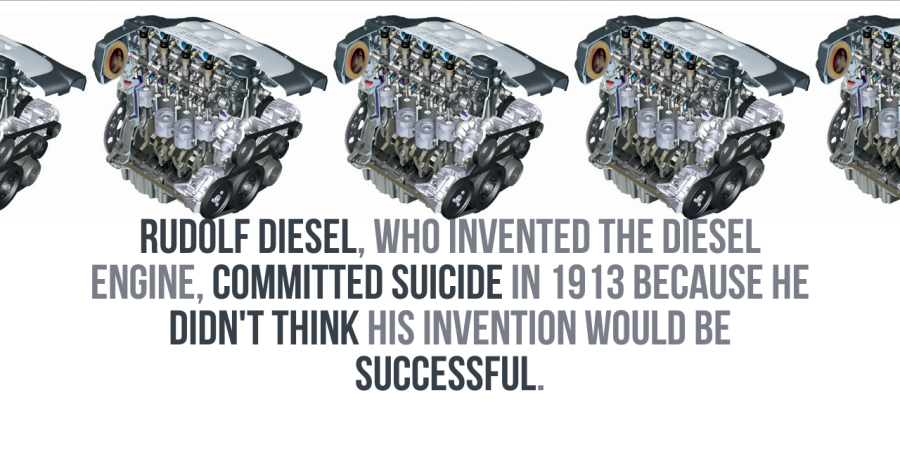 RUDOLF DIESEL, WHO INVENTED THE DIESEL
ENGINE, COMMITTED SUICIDE IN 1913 BECAUSE HE
DIDN'T THINK HIS INVENTION WOULD BE
SUCCESSFUL.